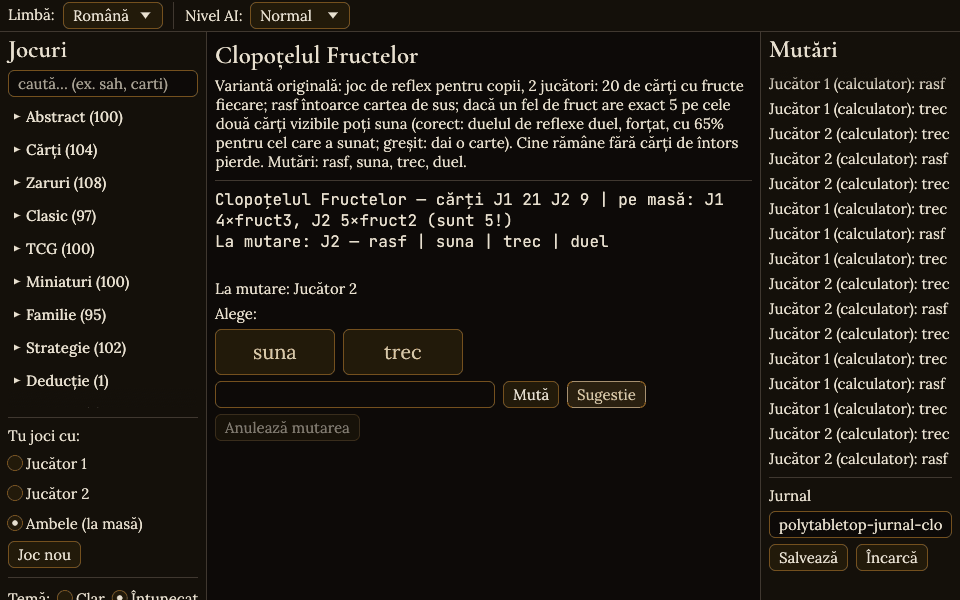 Limbă: Română ▼ Nivel AI: Normal ▼
Jocuri
caută... (ex. sah, carti)
▸ Abstract (100)
▸ Cărți (104)
▸ Zaruri (108)
▸ Clasic (97)
▸ TCG (100)
▸ Miniaturi (100)
▸ Familie (95)
▸ Strategie (102)
▸ Deducție (1)
Tu joci cu:
Jucător 1
Jucător 2
Ambele (la masă)
Joc nou
Temă: Clar Întunecat
Clopoțelul Fructelor
Variantă originală: joc de reflex pentru copii, 2 jucători: 20 de cărți cu fructe
fiecare; rasf întoarce cartea de sus; dacă un fel de fruct are exact 5 pe cele
două cărți vizibile poți suna (corect: duelul de reflexe duel, forțat, cu 65%
pentru cel care a sunat; greșit: dai o carte). Cine rămâne fără cărți de întors
pierde. Mutări: rasf, suna, trec, duel.
Clopoțelul Fructelor — cărți J1 21 J2 9 | pe masă: J1
4×fruct3, J2 5×fruct2 (sunt 5!)
La mutare: J2 — rasf | suna | trec | duel
La mutare: Jucător 2
Alege:
suna trec
Mută Sugestie
Anulează mutarea
Mutări
Jucător 1 (calculator): rasf
Jucător 1 (calculator): trec
Jucător 2 (calculator): trec
Jucător 2 (calculator): rasf
Jucător 2 (calculator): trec
Jucător 1 (calculator): trec
Jucător 1 (calculator): rasf
Jucător 1 (calculator): trec
Jucător 2 (calculator): trec
Jucător 2 (calculator): rasf
Jucător 2 (calculator): trec
Jucător 1 (calculator): trec
Jucător 1 (calculator): rasf
Jucător 1 (calculator): trec
Jucător 2 (calculator): trec
Jucător 2 (calculator): rasf
Jurnal
polytabletop-jurnal-clo
Salvează Încarcă